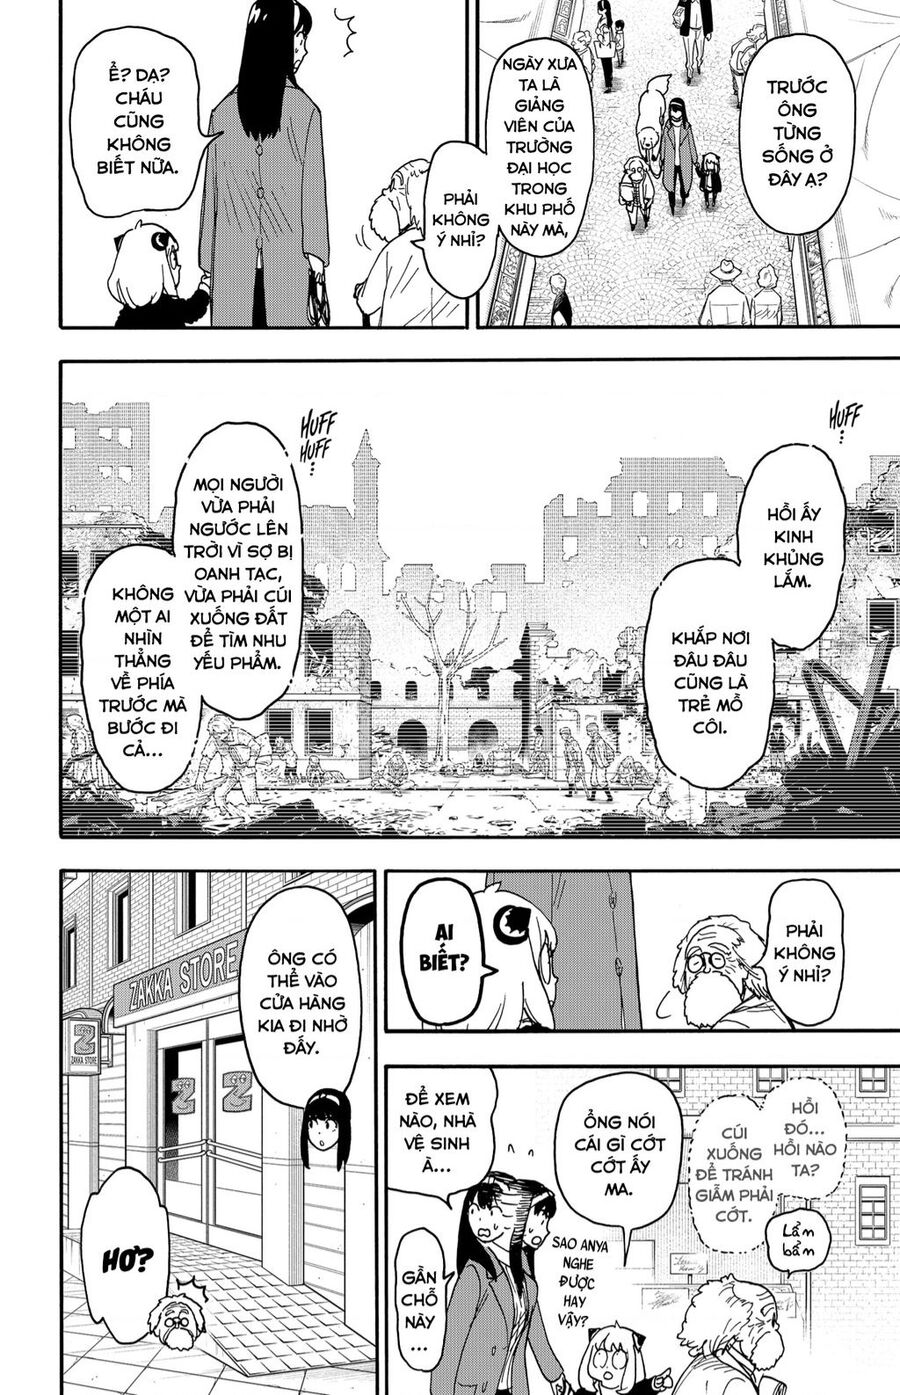 TRƯỚC
ÔNG
TỪNG
SỐNG Ở
ĐÂY Ạ?
NGÀY XƯA
TA LÀ
GIẢNG
VIÊN CỦA
TRƯỜNG
ĐẠI HỌC
TRONG
KHU PHỐ
NÀY MÀ,
PHẢI
KHÔNG
Ý NHỈ?
Ể? DẠ?
CHÁU
CŨNG
KHÔNG
BIẾT NỮA.
HUFF
HỒI ẤY
KINH
KHỦNG
LẮM.
KHẮP NƠI
ĐÂU ĐÂU
CŨNG LÀ
TRẺ MỒ
CÔI.
HUFF
HUFF
...
MỌI NGƯỜI
VỪA PHẢI
NGƯỚC LÊN
TRỜI VÌ SỢ BỊ
OANH TẠC,
VỪA PHẢI CÚI
XUỐNG ĐẤT
ĐỂ TÌM NHU
YẾU PHẨM.
KHÔNG
MỘT AI
NHÌN
THẲNG
VỀ PHÍA
TRƯỚC MÀ
BƯỚC ĐI
CẢ...
PHẢI
KHÔNG
Ý NHỈ?
AI
BIẾT?
HỒI
ĐÓ...
HỒI NÀO
TA?
CÚI
XUỐNG
ĐỂ TRÁNH
GIẪM PHẢI
CỚT.
LẨM
BẨM
ỔNG NÓI
CÁI GÌ CỚT
CỚT ẤY
MA.
SAO ANYA
NGHE
ĐƯỢC
HAY
VẬY?
ĐỂ XEM
NÀO, NHÀ
VỆ SINH
À...
GẦN
CHỖ
NÀY
...
ÔNG CÓ
THỂ VÀO
CỬA HÀNG
KIA ĐI NHỜ
ĐẤY.
ZAKKA STORE
Z
ZAKKA STORE
Z
Z
HƠ?